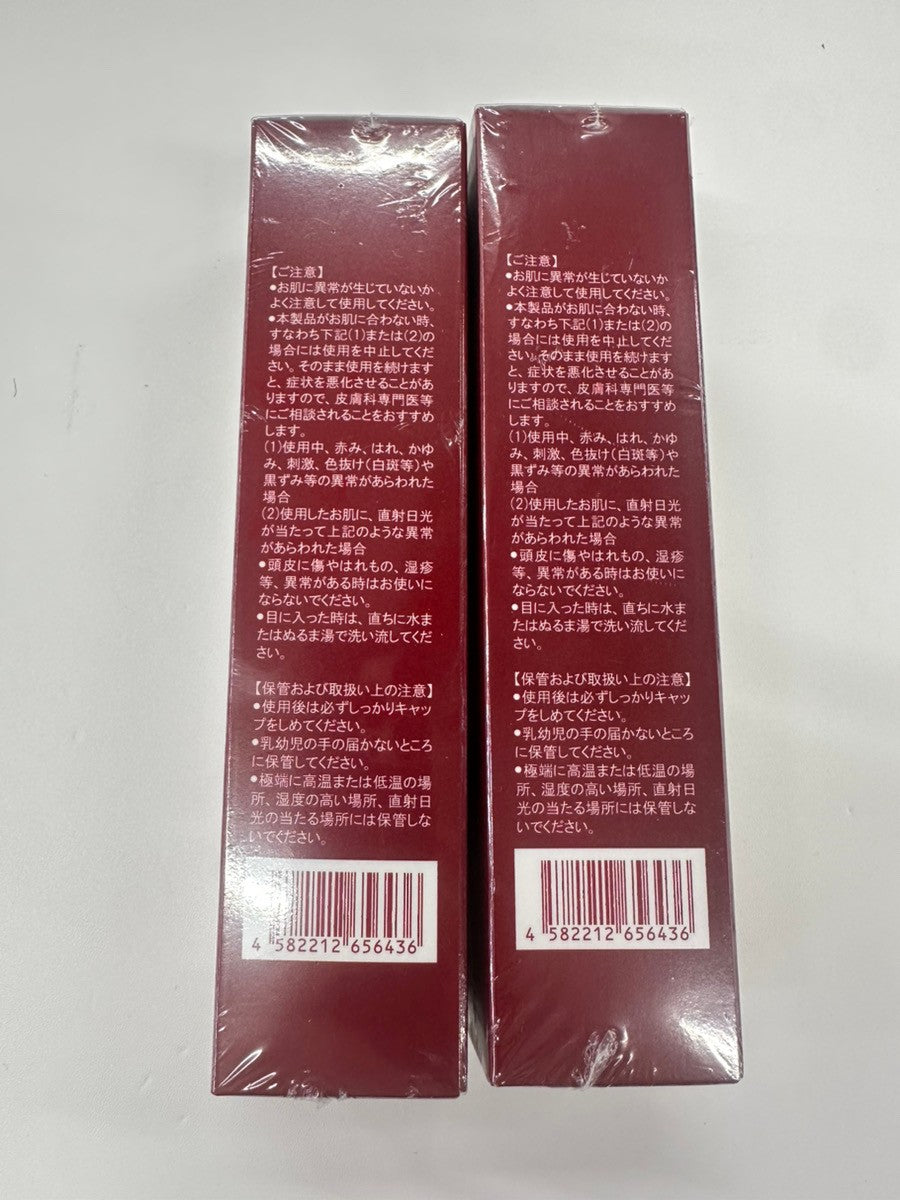 【ご注意】
●お肌に異常が生じていないか
よく注意して使用してください。
●本製品がお肌に合わない時、
すなわち下記(1)または(2)の
場合には使用を中止してくだ
さい。そのまま使用を続けます
と、症状を悪化させることがあ
りますので、皮膚科専門医等
にご相談されることをおすすめ
します。
(1)使用中、赤み、はれ、かゆ
み、刺激、色抜け(白斑等)や
黒ずみ等の異常があらわれた
場合
(2)使用したお肌に、直射日光
が当たって上記のような異常
があらわれた場合
●頭皮に傷やはれもの、湿疹
等、異常がある時はお使いに
ならないでください。
●目に入った時は、直ちに水ま
たはぬるま湯で洗い流してくだ
さい。
【保管および取扱い上の注意】
●使用後は必ずしっかりキャッ
プをしめてください。
●乳幼児の手の届かないところ
に保管してください。
●極端に高温または低温の場
所、湿度の高い場所、直射日
光の当たる場所には保管しな
いでください。
4 582212 656436
【ご注意】
●お肌に異常が生じていないか
よく注意して使用してください。
●本製品がお肌に合わない時、
すなわち下記(1)または(2)の
場合には使用を中止してくだ
さい。そのまま使用を続けます
と、症状を悪化させることがあ
りますので、皮膚科専門医等
にご相談されることをおすすめ
します。
(1)使用中、赤み、はれ、かゆ
み、刺激、色抜け(白斑等)や
黒ずみ等の異常があらわれた
場合
(2)使用したお肌に、直射日光
が当たって上記のような異常
があらわれた場合
●頭皮に傷やはれもの、湿疹
等、異常がある時はお使いに
ならないでください。
●目に入った時は、直ちに水ま
たはぬるま湯で洗い流してくだ
さい。
【保管および取扱い上の注意】
●使用後は必ずしっかりキャッ
プをしめてください。
●乳幼児の手の届かないところ
に保管してください。
●極端に高温または低温の場
所、湿度の高い場所、直射日
光の当たる場所には保管しな
いでください。
4 582212 656436